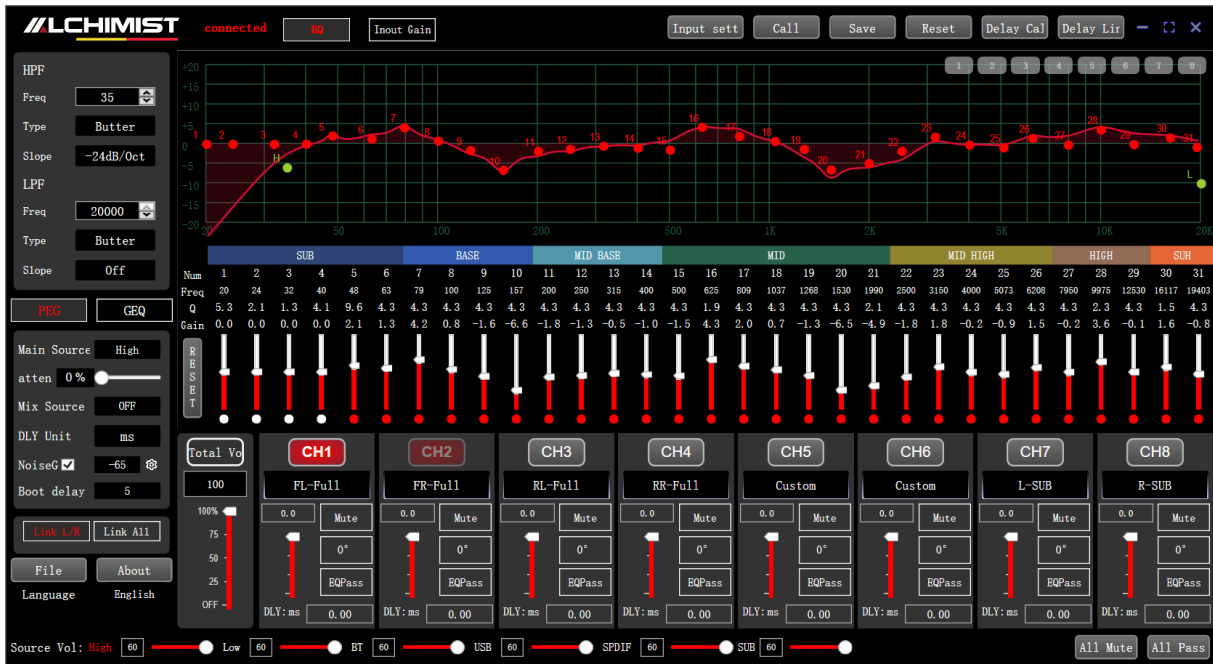 ALCHIMIST connected EQ Inout Gain Input sett Call Save Reset Delay Cal Delay Lir
HPF
Freq 35
Type Butter
Slope -24dB/Oct
LPF
Freq 20000
Type Butter
Slope Off
PEG GEQ
Main Source High
atten 0%
Mix Source OFF
DLY Unit ms
NoiseG -65
Boot delay 5
Link L/R Link All
File About
Language English
1 2 3 4 5 6 7 8
+20
+15
+10
+5
0
-5
-10
-15
-20
1 2 3 4 5 6 7 8 9 10 11 12 13 14 15 16 17 18 19 20 21 22 23 24 25 26 27 28 29 30 31
H L
20 50 100 200 500 1K 2K 5K 10K 20K
SUB BASE MID BASE MID MID HIGH HIGH SUH
Num 1 2 3 4 5 6 7 8 9 10 11 12 13 14 15 16 17 18 19 20 21 22 23 24 25 26 27 28 29 30 31
Freq 20 24 32 40 48 63 79 100 125 157 200 250 315 400 500 625 809 1037 1268 1530 1990 2500 3150 4000 5073 6208 7950 9975 12530 16117 19403
Q 5.3 2.1 1.3 4.1 9.6 4.3 4.3 4.3 4.3 4.3 4.3 4.3 4.3 4.3 4.3 1.9 4.3 4.3 4.3 4.3 2.3 4.3 4.3 4.3 4.3 4.3 4.3 2.3 4.3 1.5 4.3
Gain 0.0 0.0 0.0 0.0 2.1 1.3 4.2 0.8 -1.6 -6.6 -1.8 -1.3 -0.5 -1.0 -1.5 4.3 2.0 0.7 -1.3 -6.5 -4.9 -1.8 1.8 -0.2 -0.9 1.5 -0.2 3.6 -0.1 1.6 -0.8
RESET
Total Vo
100
100%
75
50
25
OFF
CH1 CH2 CH3 CH4 CH5 CH6 CH7 CH8
FL-Full FR-Full RL-Full RR-Full Custom Custom L-SUB R-SUB
0.0 Mute 0.0 Mute 0.0 Mute 0.0 Mute 0.0 Mute 0.0 Mute 0.0 Mute 0.0 Mute
0° 0° 0° 0° 0° 0° 0° 0°
EQPass EQPass EQPass EQPass EQPass EQPass EQPass EQPass
DLY:ms 0.00 DLY:ms 0.00 DLY:ms 0.00 DLY:ms 0.00 DLY:ms 0.00 DLY:ms 0.00 DLY:ms 0.00 DLY:ms 0.00
Source Vol: High 60 Low 60 BT 60 USB 60 SPDIF 60 SUB 60 All Mute All Pass